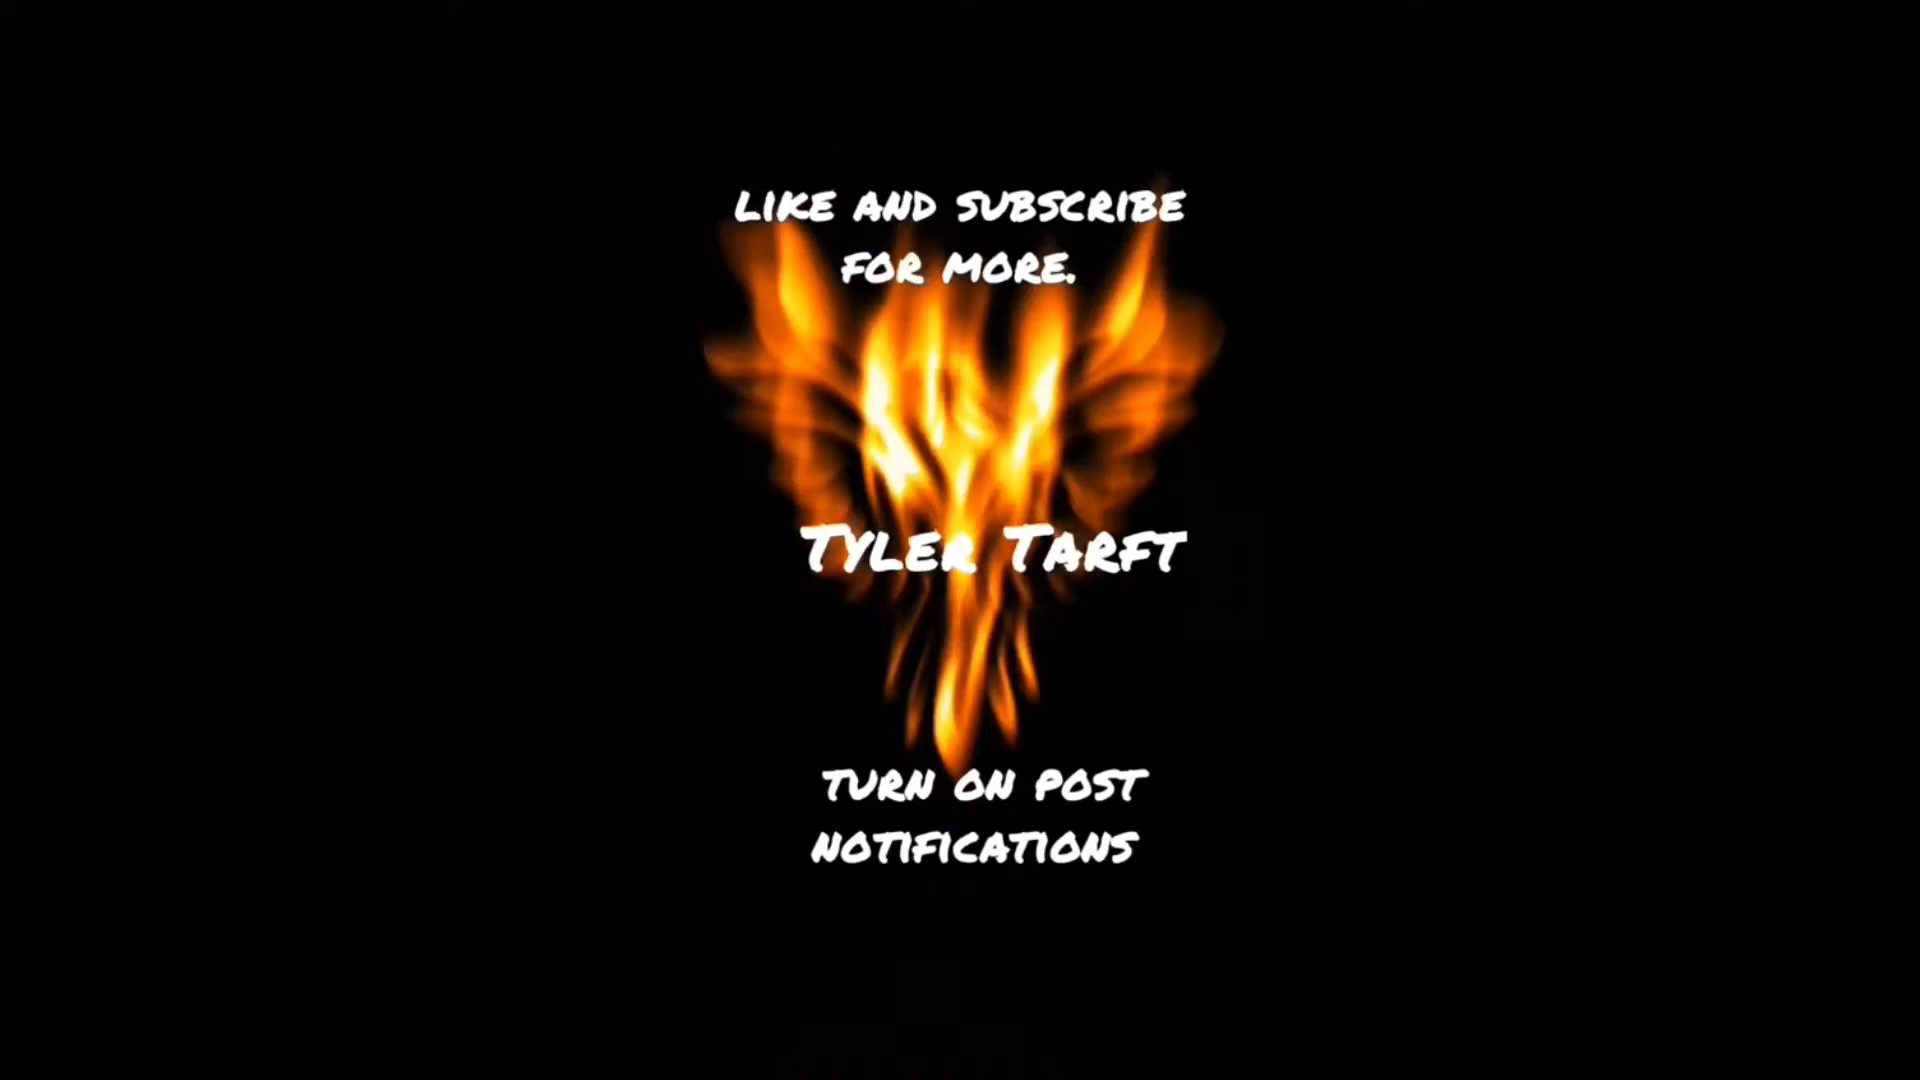 LIKE AND SUBSCRIBE
FOR MORE.
TYLER TARFT
TURN ON POST
NOTIFICATIONS